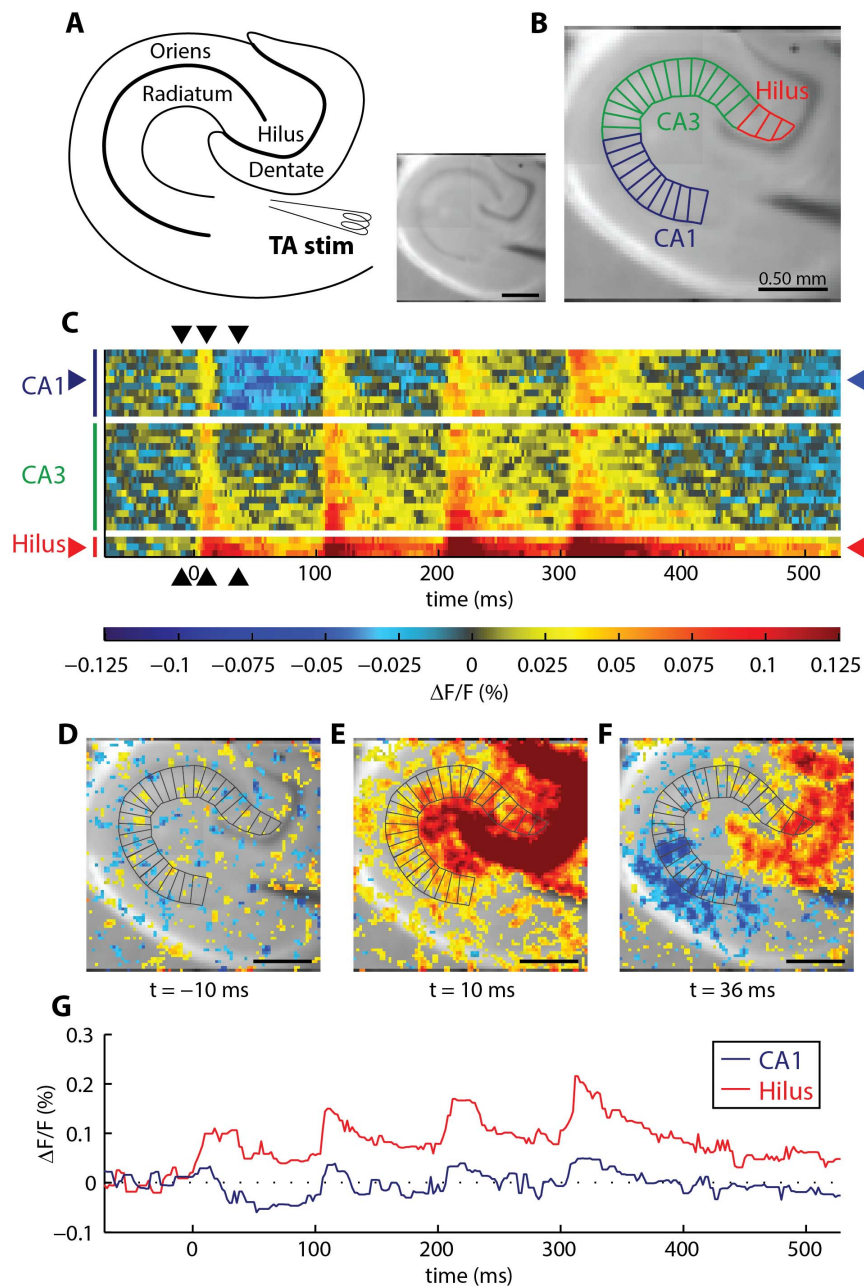 A
Oriens
Radiatum
Hilus
Dentate
TA stim
B
Hilus
CA3
CA1
0.50 mm
C
CA1
CA3
Hilus
0 100 200 300 400 500
time (ms)
−0.125 −0.1 −0.075 −0.05 −0.025 0 0.025 0.05 0.075 0.1 0.125
ΔF/F (%)
D
E
F
t = −10 ms
t = 10 ms
t = 36 ms
G
0.3
0.2
0.1
0
−0.1
ΔF/F (%)
CA1
Hilus
0 100 200 300 400 500
time (ms)